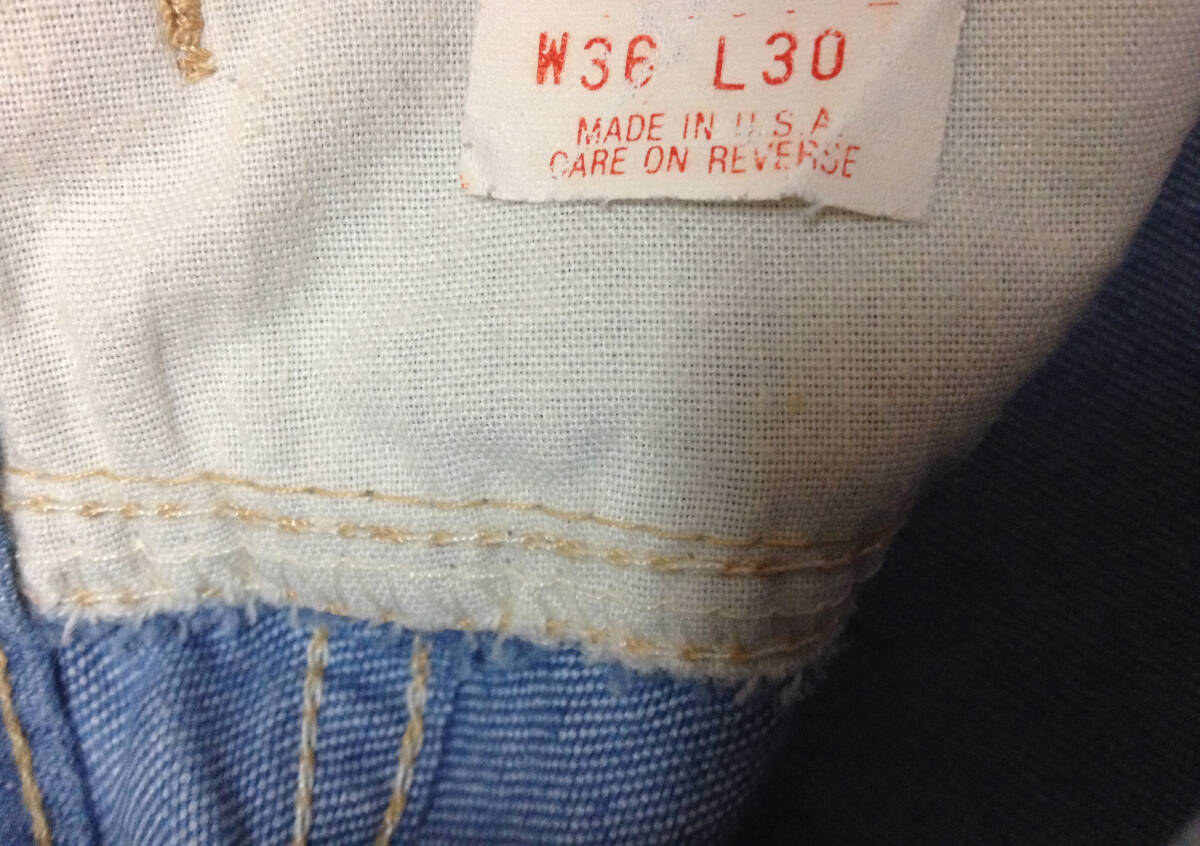 W36 L30
MADE IN U.S.A.
CARE ON REVERSE